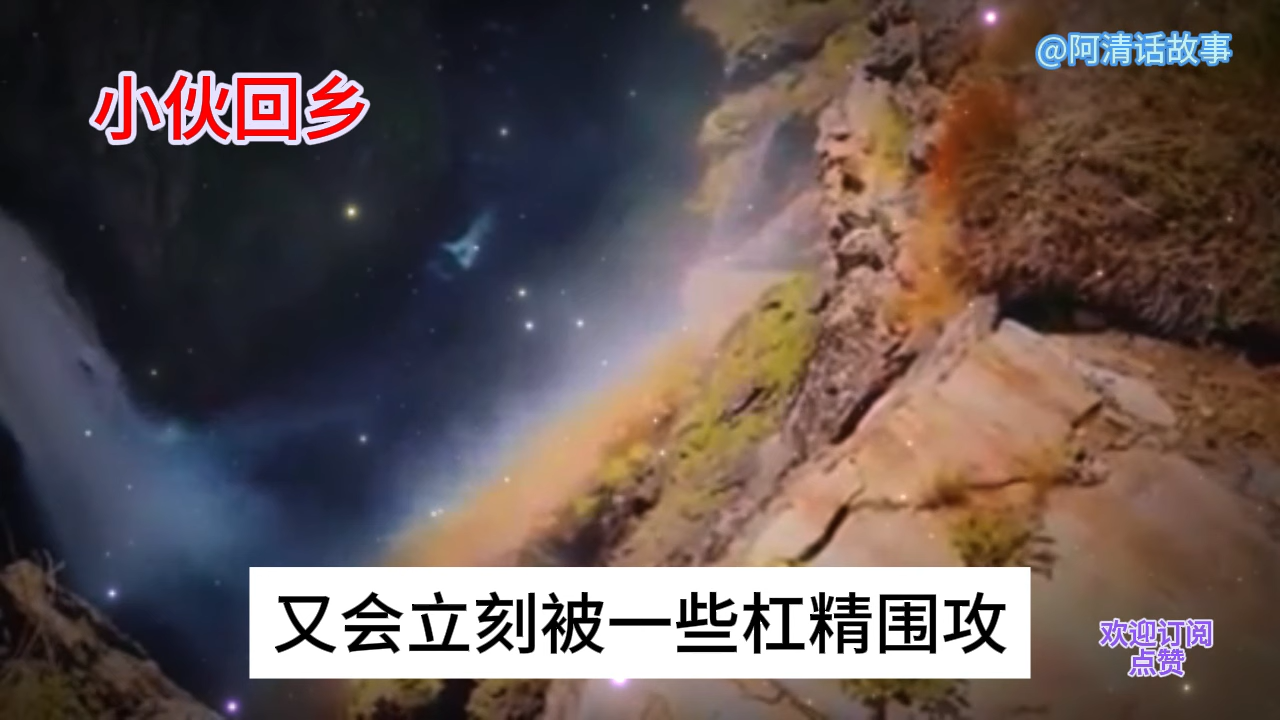 @阿清话故事
小伙回乡
又会立刻被一些杠精围攻
欢迎订阅
点赞